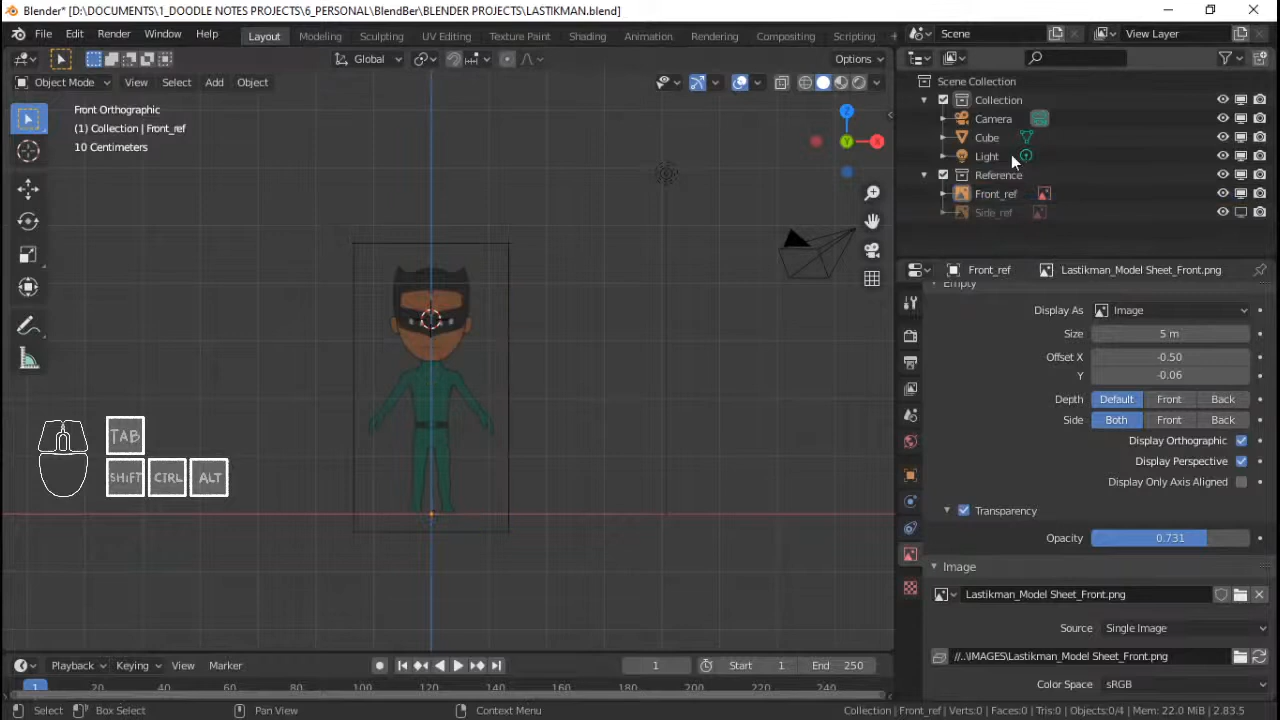 Blender* [D:\DOCUMENTS\1_DOODLE NOTES PROJECTS\6_PERSONAL\BlendBer\BLENDER PROJECTS\LASTIKMAN.blend]
File Edit Render Window Help Layout Modeling Sculpting UV Editing Texture Paint Shading Animation Rendering Compositing Scripting Scene View Layer
Global Options
Object Mode View Select Add Object
Scene Collection
Collection
Camera
Cube
Light
Reference
Front_ref
Side_ref
Front Orthographic
(1) Collection | Front_ref
10 Centimeters
Z
X
Y
TAB
SHIFT CTRL ALT
Front_ref Lastikman_Model Sheet_Front.png
Empty
Display As Image
Size 5 m
Offset X -0.50
Y -0.06
Depth Default Front Back
Side Both Front Back
Display Orthographic
Display Perspective
Display Only Axis Aligned
Transparency
Opacity 0.731
Image
Lastikman_Model Sheet_Front.png
Source Single Image
//..\IMAGES\Lastikman_Model Sheet_Front.png
Color Space sRGB
Playback Keying View Marker 1 Start 1 End 250
1 20 40 60 80 100 120 140 160 180 200 220 240
Select Box Select Pan View Context Menu Collection | Front_ref | Verts:0 | Faces:0 | Tris:0 | Objects:0/4 | Mem: 22.0 MiB | 2.83.5